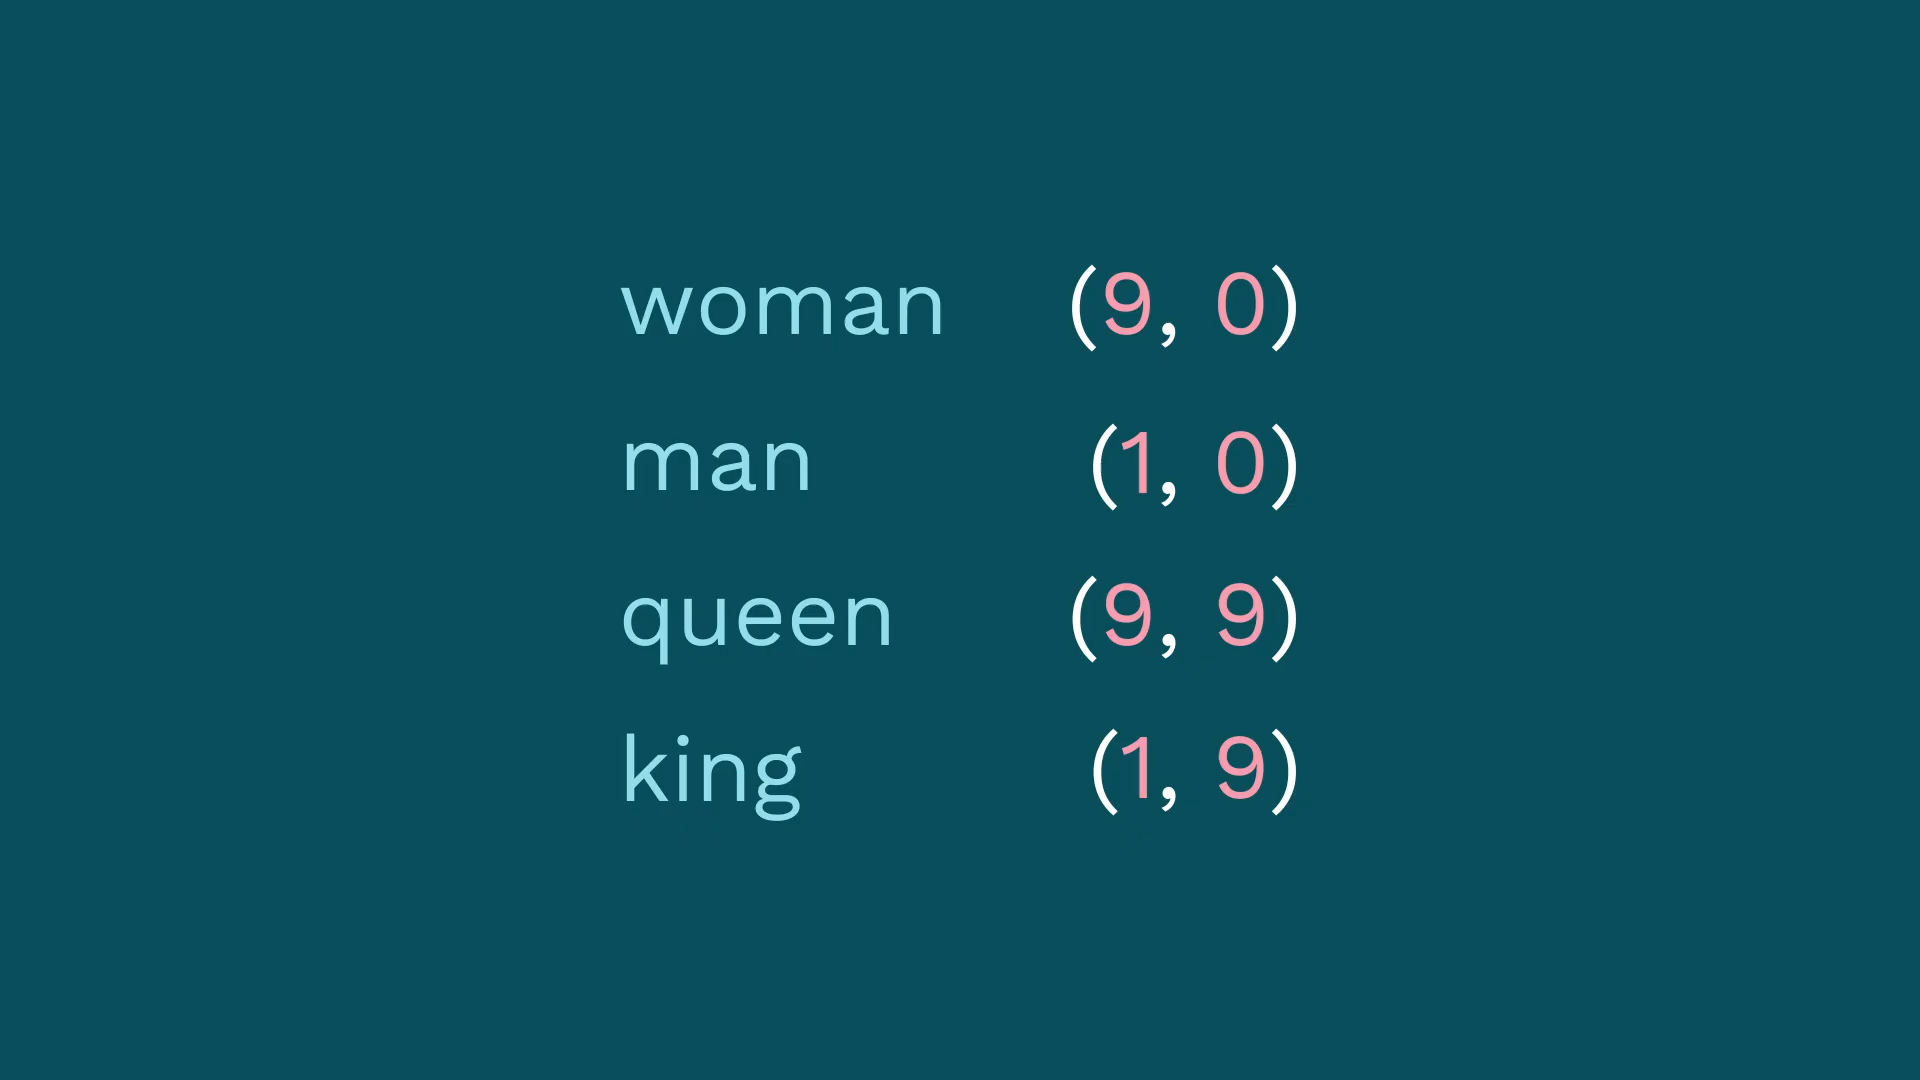 woman (9, 0)
man (1, 0)
queen (9, 9)
king (1, 9)